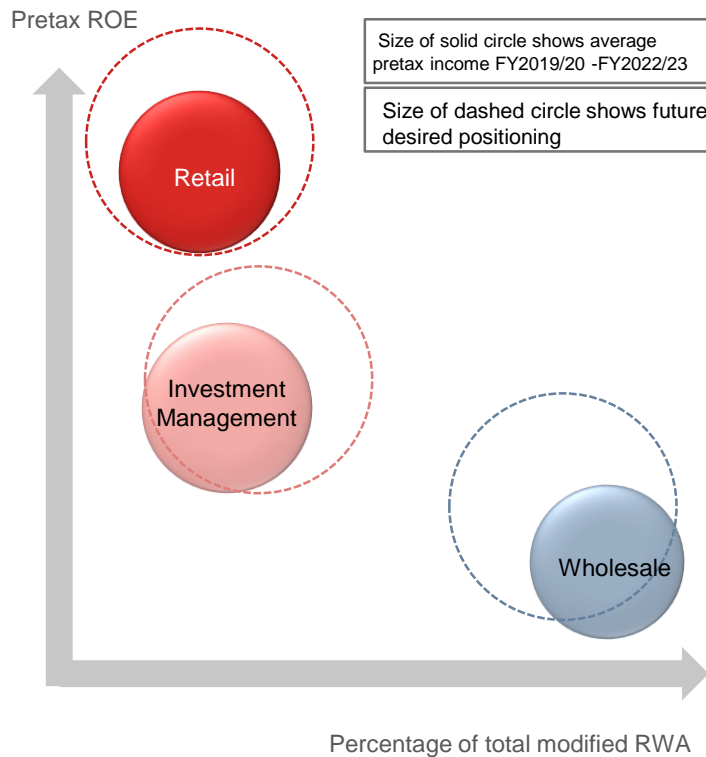 Pretax ROE
Size of solid circle shows average
pretax income FY2019/20 -FY2022/23
Size of dashed circle shows future
desired positioning
Retail
Investment
Management
Wholesale
Percentage of total modified RWA